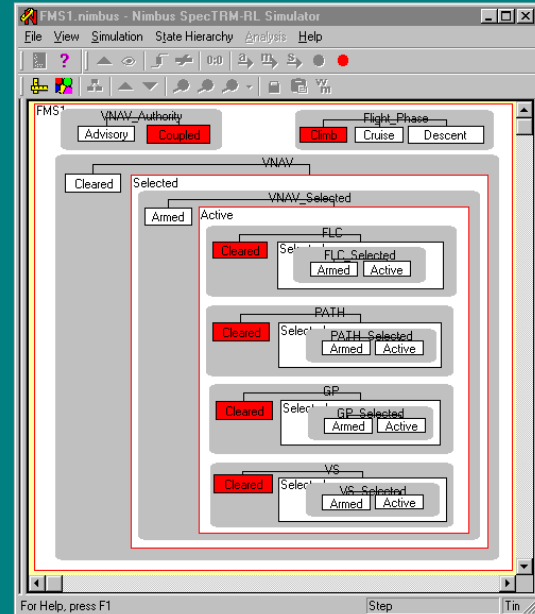 FMS1.nimbus - Nimbus SpecTRM-RL Simulator
File View Simulation State Hierarchy Analysis Help
? 0:0 a m s
FMS1
VNAV_Authority
Advisory Coupled
Flight_Phase
Climb Cruise Descent
VNAV
Cleared
Selected
VNAV_Selected
Armed
Active
FLC
Cleared
FLC_Selected
Armed Active
PATH
Cleared
PATH_Selected
Armed Active
GP
Cleared
GP_Selected
Armed Active
VS
Cleared
VS_Selected
Armed Active
For Help, press F1 Step Tin